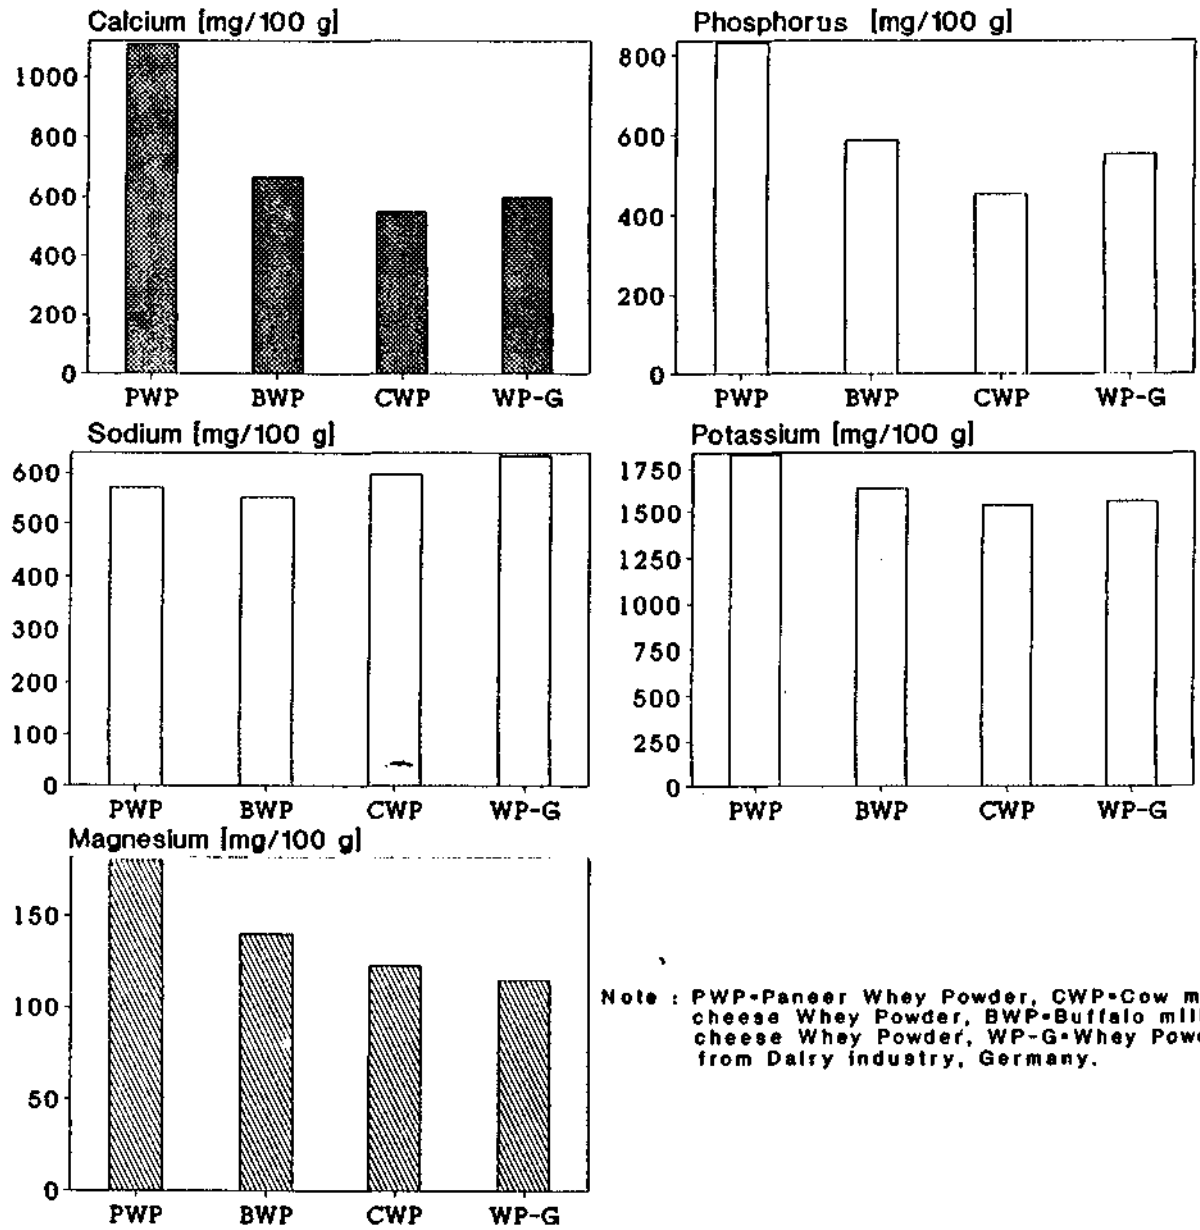 Calcium [mg/100 g]
1000
800
600
400
200
0
PWP BWP CWP WP-G
Phosphorus [mg/100 g]
800
600
400
200
0
PWP BWP CWP WP-G
Sodium [mg/100 g]
600
500
400
300
200
100
0
PWP BWP CWP WP-G
Potassium [mg/100 g]
1750
1500
1250
1000
750
500
250
0
PWP BWP CWP WP-G
Magnesium [mg/100 g]
150
100
50
0
PWP BWP CWP WP-G
Note : PWP=Paneer Whey Powder, CWP=Cow
cheese Whey Powder, BWP=Buffalo
cheese Whey Powder, WP-G=Whey
from Dairy industry, Germany.